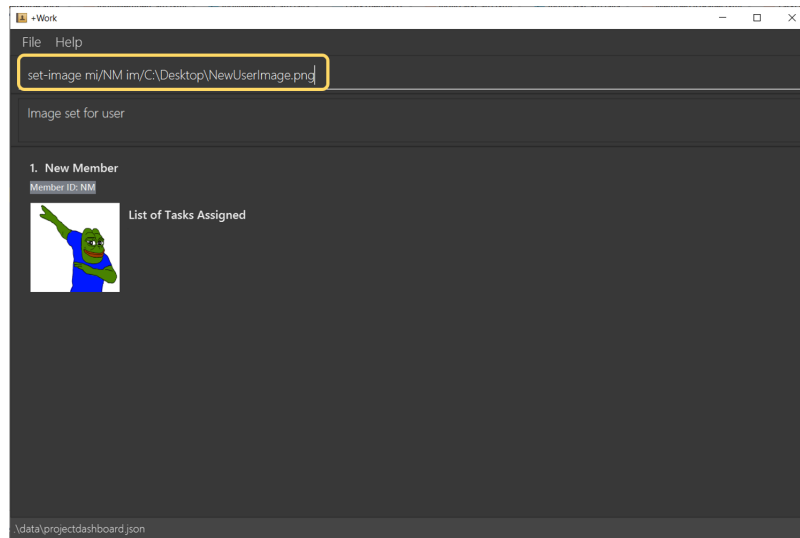 +Work
File Help
set-image mi/NM im/C:\Desktop\NewUserImage.png
Image set for user
1. New Member
Member ID: NM
List of Tasks Assigned
.\data\projectdashboard.json